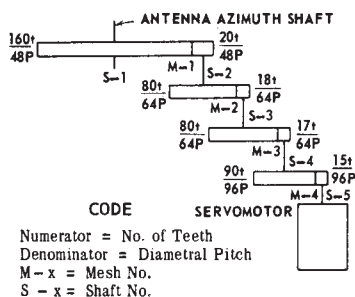 ANTENNA AZIMUTH SHAFT
160t
48P
20t
48P
M-1
S-1
S-2
80t
64P
18t
64P
M-2
S-3
80t
64P
17t
64P
M-3
S-4
90t
96P
15t
96P
M-4
S-5
CODE
SERVOMOTOR
Numerator = No. of Teeth
Denominator = Diametral Pitch
M - x = Mesh No.
S - x = Shaft No.